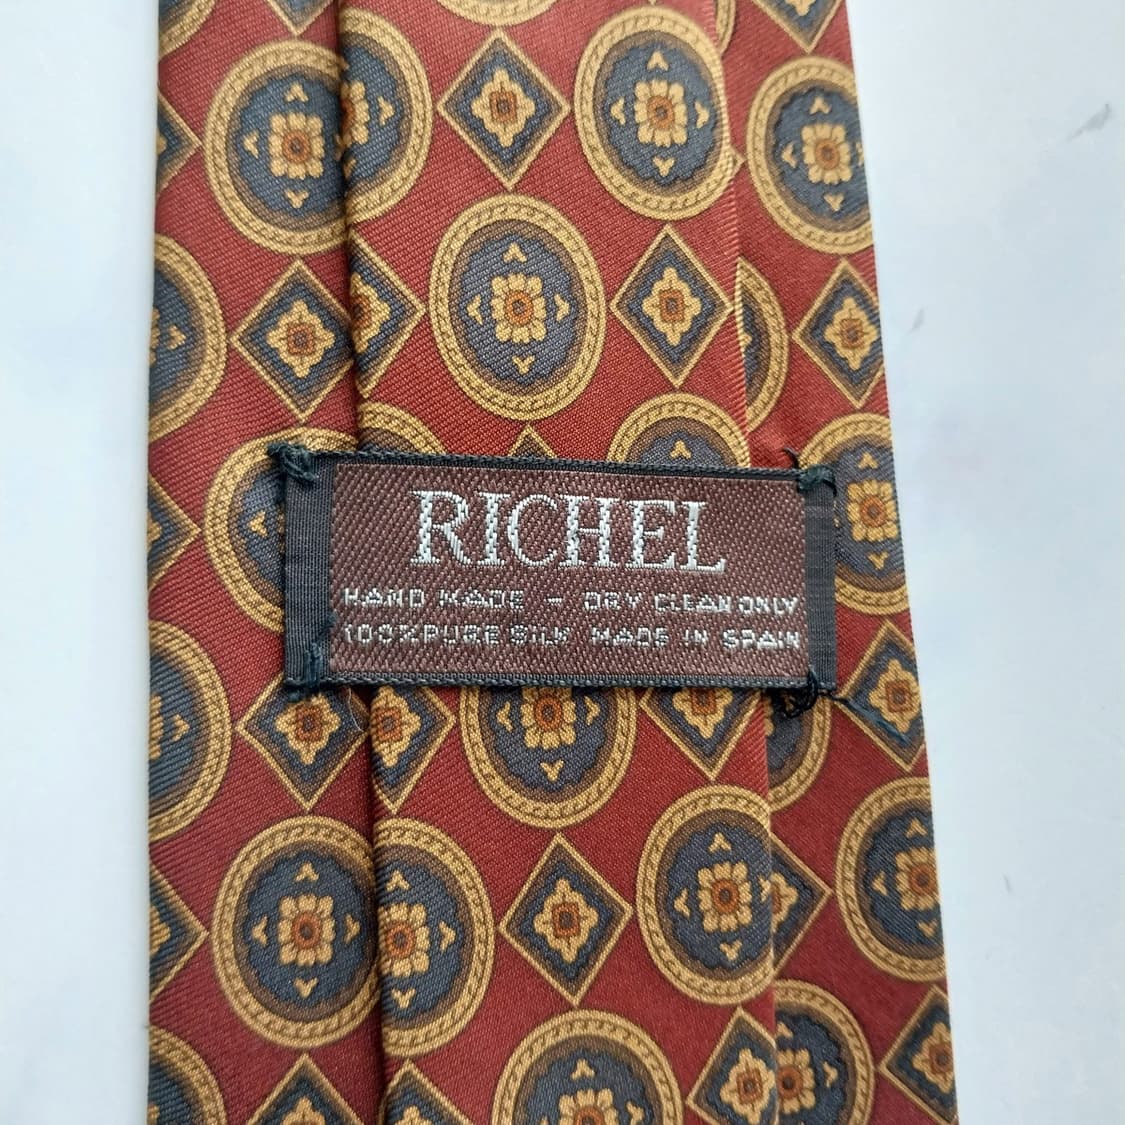 RICHEL
HAND MADE - DRY CLEAN ONLY
100% PURE SILK MADE IN SPAIN